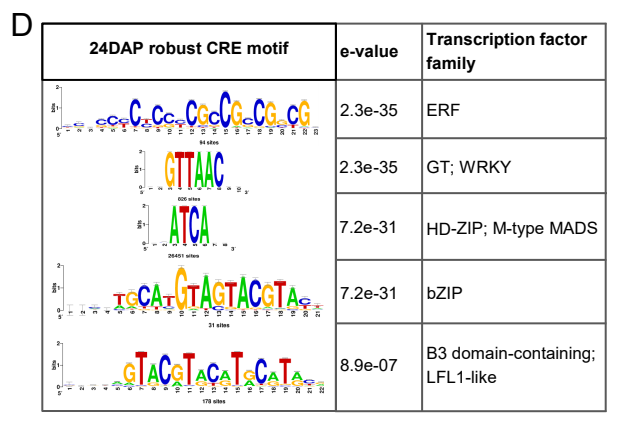 D
24DAP robust CRE motif
e-value
Transcription factor
family
2.3e-35
ERF
94 sites
2.3e-35
GT; WRKY
GTTAAC
826 sites
7.2e-31
HD-ZIP; M-type MADS
ATCA
26451 sites
7.2e-31
bZIP
31 sites
8.9e-07
B3 domain-containing;
LFL1-like
178 sites